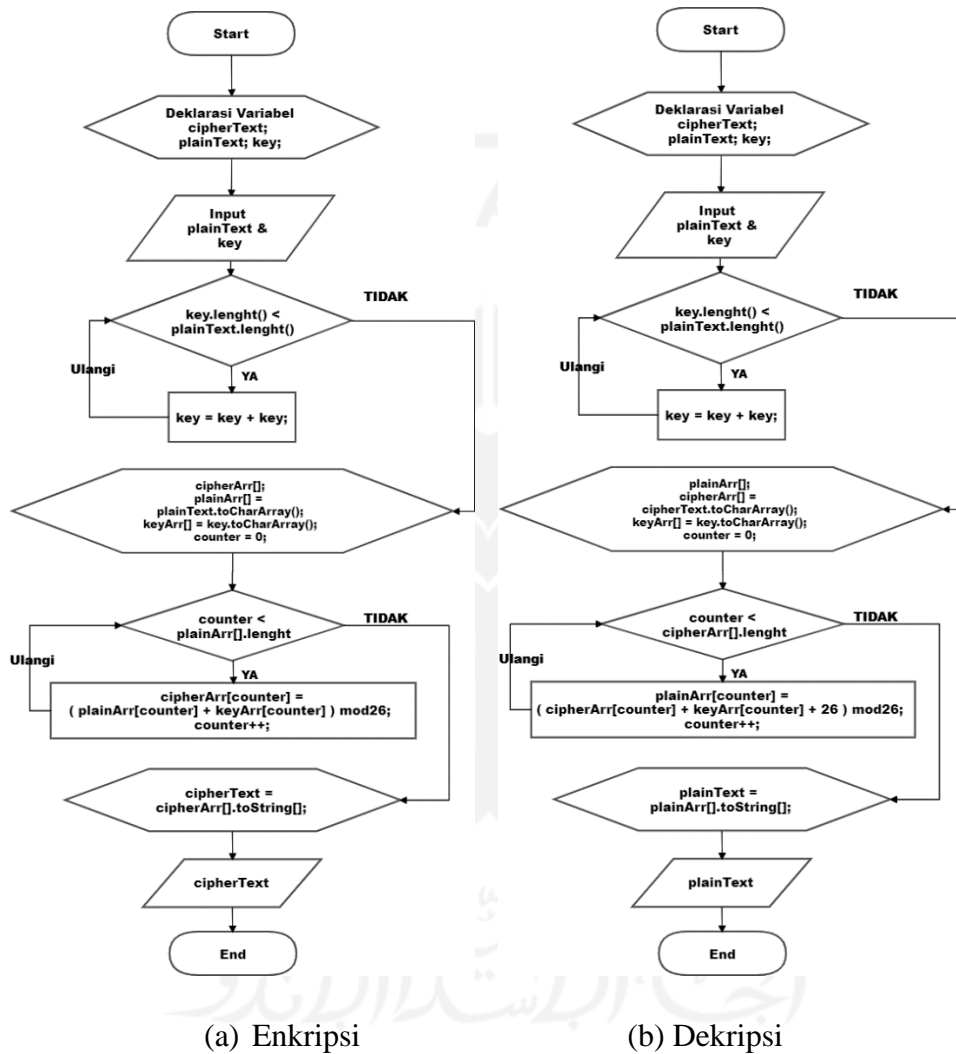 Start
Deklarasi Variabel
cipherText;
plainText; key;
Input
plainText &
key
key.lenght() <
plainText.lenght()
TIDAK
Ulangi
YA
key = key + key;
cipherArr[];
plainArr[] =
plainText.toCharArray();
keyArr[] = key.toCharArray();
counter = 0;
counter <
plainArr[].lenght
TIDAK
Ulangi
YA
cipherArr[counter] =
( plainArr[counter] + keyArr[counter] ) mod26;
counter++;
cipherText =
cipherArr[].toString[];
cipherText
End
(a) Enkripsi
Start
Deklarasi Variabel
cipherText;
plainText; key;
Input
plainText &
key
key.lenght() <
plainText.lenght()
TIDAK
Ulangi
YA
key = key + key;
plainArr[];
cipherArr[] =
cipherText.toCharArray();
keyArr[] = key.toCharArray();
counter = 0;
counter <
cipherArr[].lenght
TIDAK
Ulangi
YA
plainArr[counter] =
( cipherArr[counter] + keyArr[counter] + 26 ) mod26;
counter++;
plainText =
plainArr[].toString[];
plainText
End
(b) Dekripsi